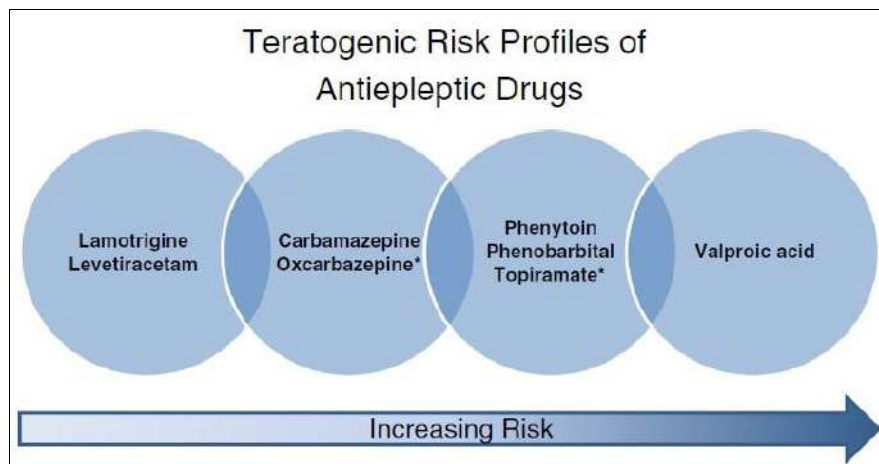 Teratogenic Risk Profiles of
Antiepleptic Drugs
Lamotrigine
Levetiracetam
Carbamazepine
Oxcarbazepine*
Phenytoin
Phenobarbital
Topiramate*
Valproic acid
Increasing Risk